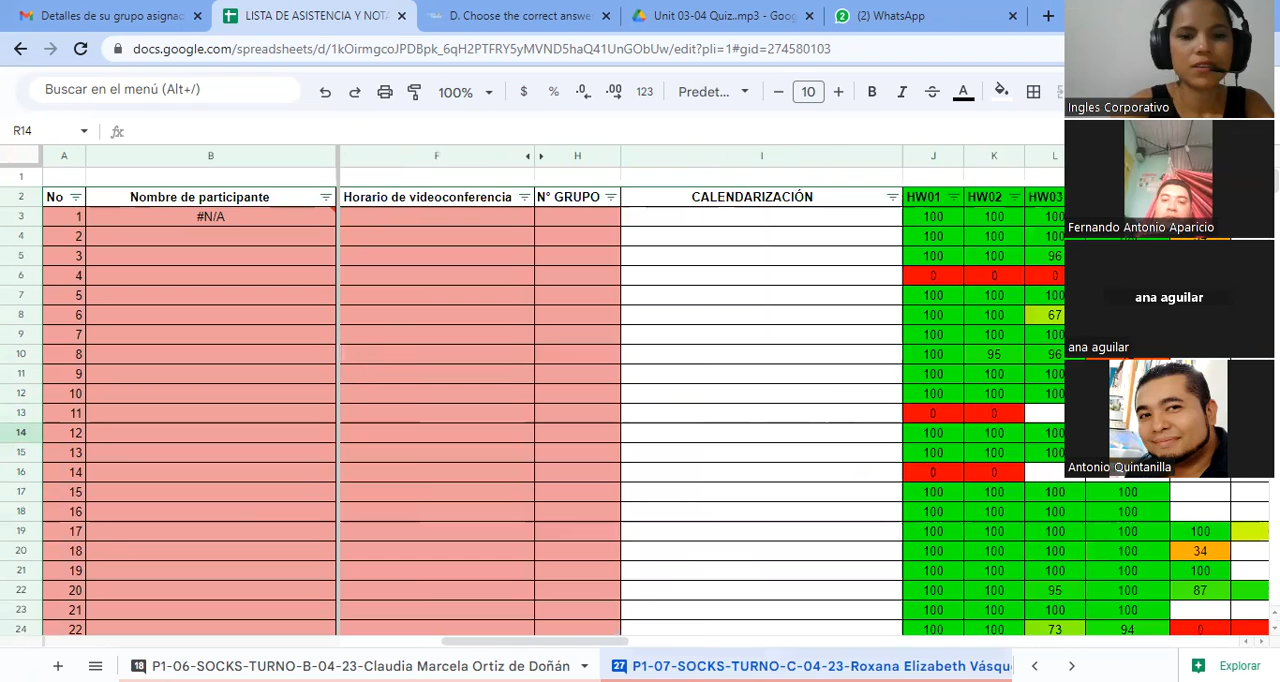 Detalles de su grupo asignac
LISTA DE ASISTENCIA Y NOTA
D. Choose the correct answe
Unit 03-04 Quiz..mp3 - Goog
(2) WhatsApp
docs.google.com/spreadsheets/d/1kOirmgcoJPDBpk_6qH2PTFRY5yMVND5haQ41UnGObUw/edit?pli=1#gid=274580103
Buscar en el menú (Alt+/)
100% $ % .0 .00 123 Predet... 10 B I A
R14 fx
A B F H I J K L
1
2 No Nombre de participante Horario de videoconferencia N° GRUPO CALENDARIZACIÓN HW01 HW02 HW03
3 1 #N/A 100 100 100
4 2 100 100 100
5 3 100 100 96
6 4 0 0 0
7 5 100 100 100
8 6 100 100 67
9 7 100 100 100
10 8 100 95 96
11 9 100 100 100
12 10 100 100 100
13 11 0 0
14 12 100 100 100
15 13 100 100 100
16 14 0 0
17 15 100 100 100 100
18 16 100 100 100 100
19 17 100 100 100 100 100
20 18 100 100 100 100 34
21 19 100 100 100 100 100
22 20 100 100 95 100 87
23 21 100 100 100 100
24 22 100 100 73 94 0
Ingles Corporativo
Fernando Antonio Aparicio
ana aguilar
ana aguilar
Antonio Quintanilla
18 P1-06-SOCKS-TURNO-B-04-23-Claudia Marcela Ortiz de Doñán
27 P1-07-SOCKS-TURNO-C-04-23-Roxana Elizabeth Vásqu
Explorar